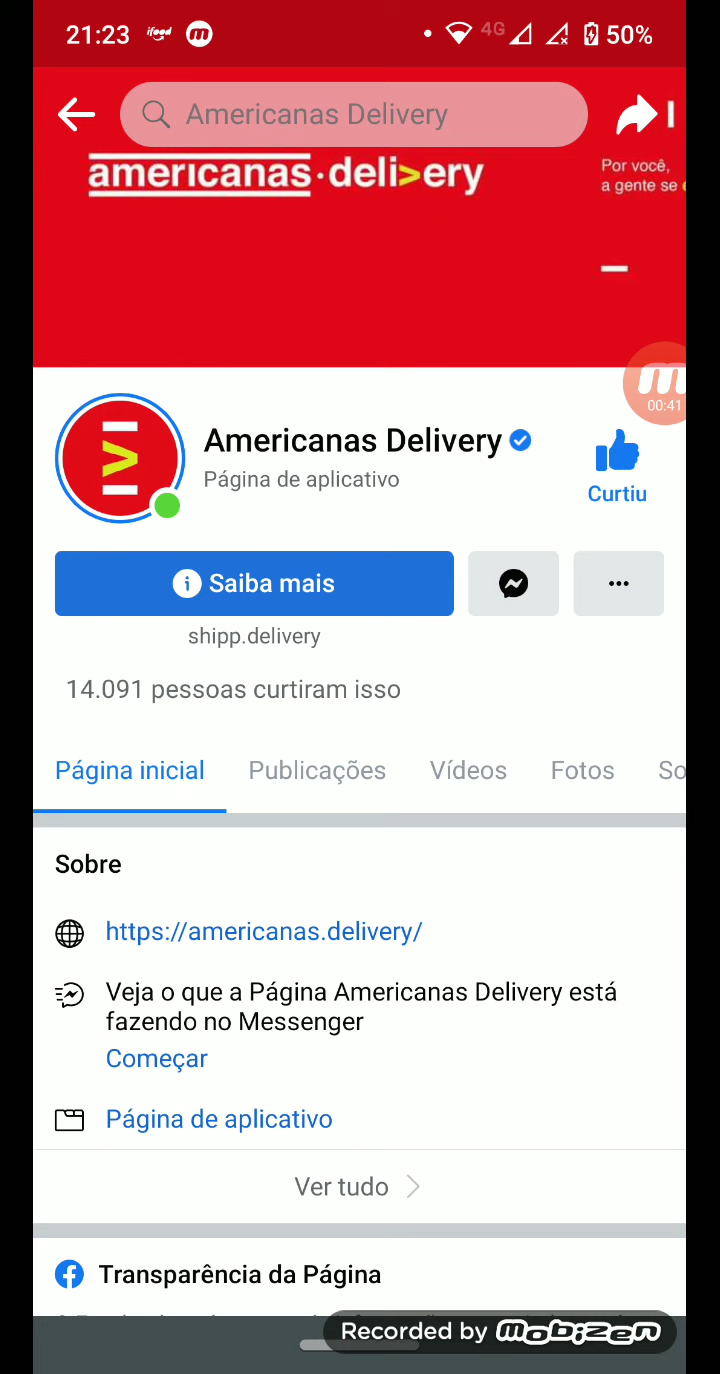 21:23 ifood m 4G 50%
Americanas Delivery
americanas.deli>ery
Por você,
a gente se
m
00:41
Americanas Delivery
Página de aplicativo
Curtiu
Saiba mais
shipp.delivery
14.091 pessoas curtiram isso
Página inicial Publicações Vídeos Fotos So
Sobre
https://americanas.delivery/
Veja o que a Página Americanas Delivery está
fazendo no Messenger
Começar
Página de aplicativo
Ver tudo
Transparência da Página
Recorded by mobizen